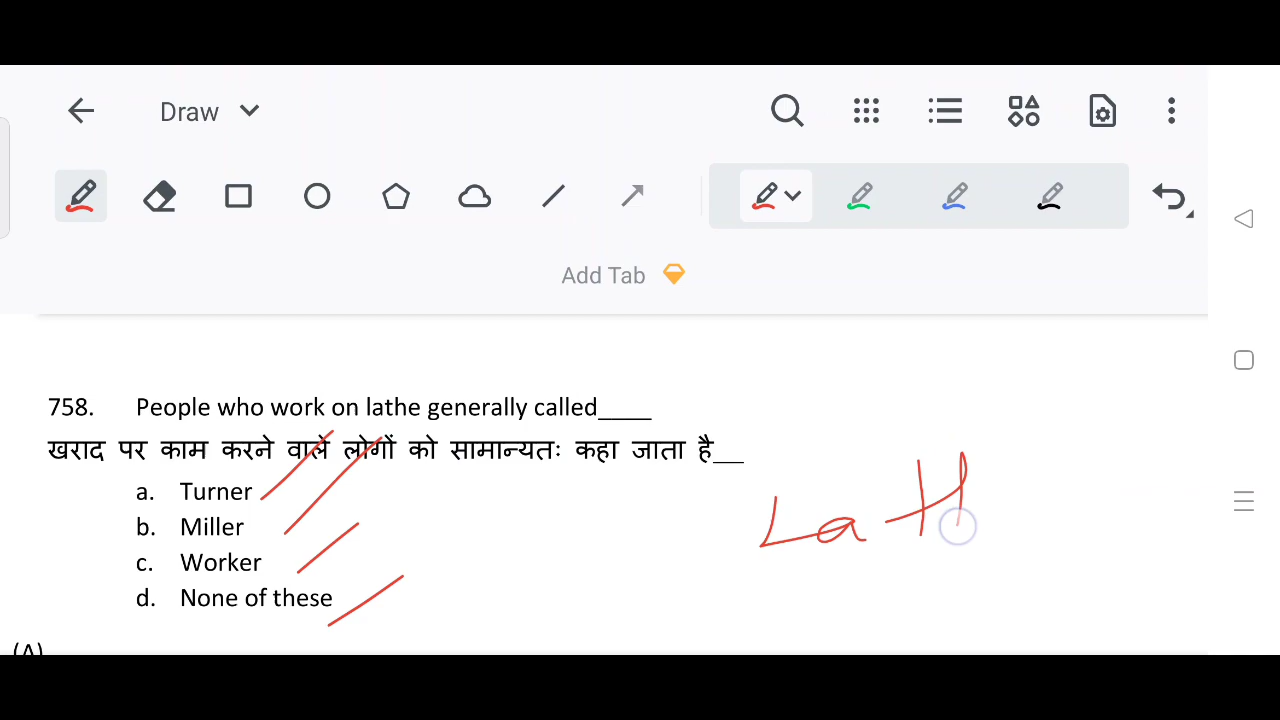 Draw
Add Tab
758. People who work on lathe generally called____
खराद पर काम करने वाले लोगों को सामान्यतः कहा जाता है__
a. Turner
b. Miller
c. Worker
d. None of these
(A)